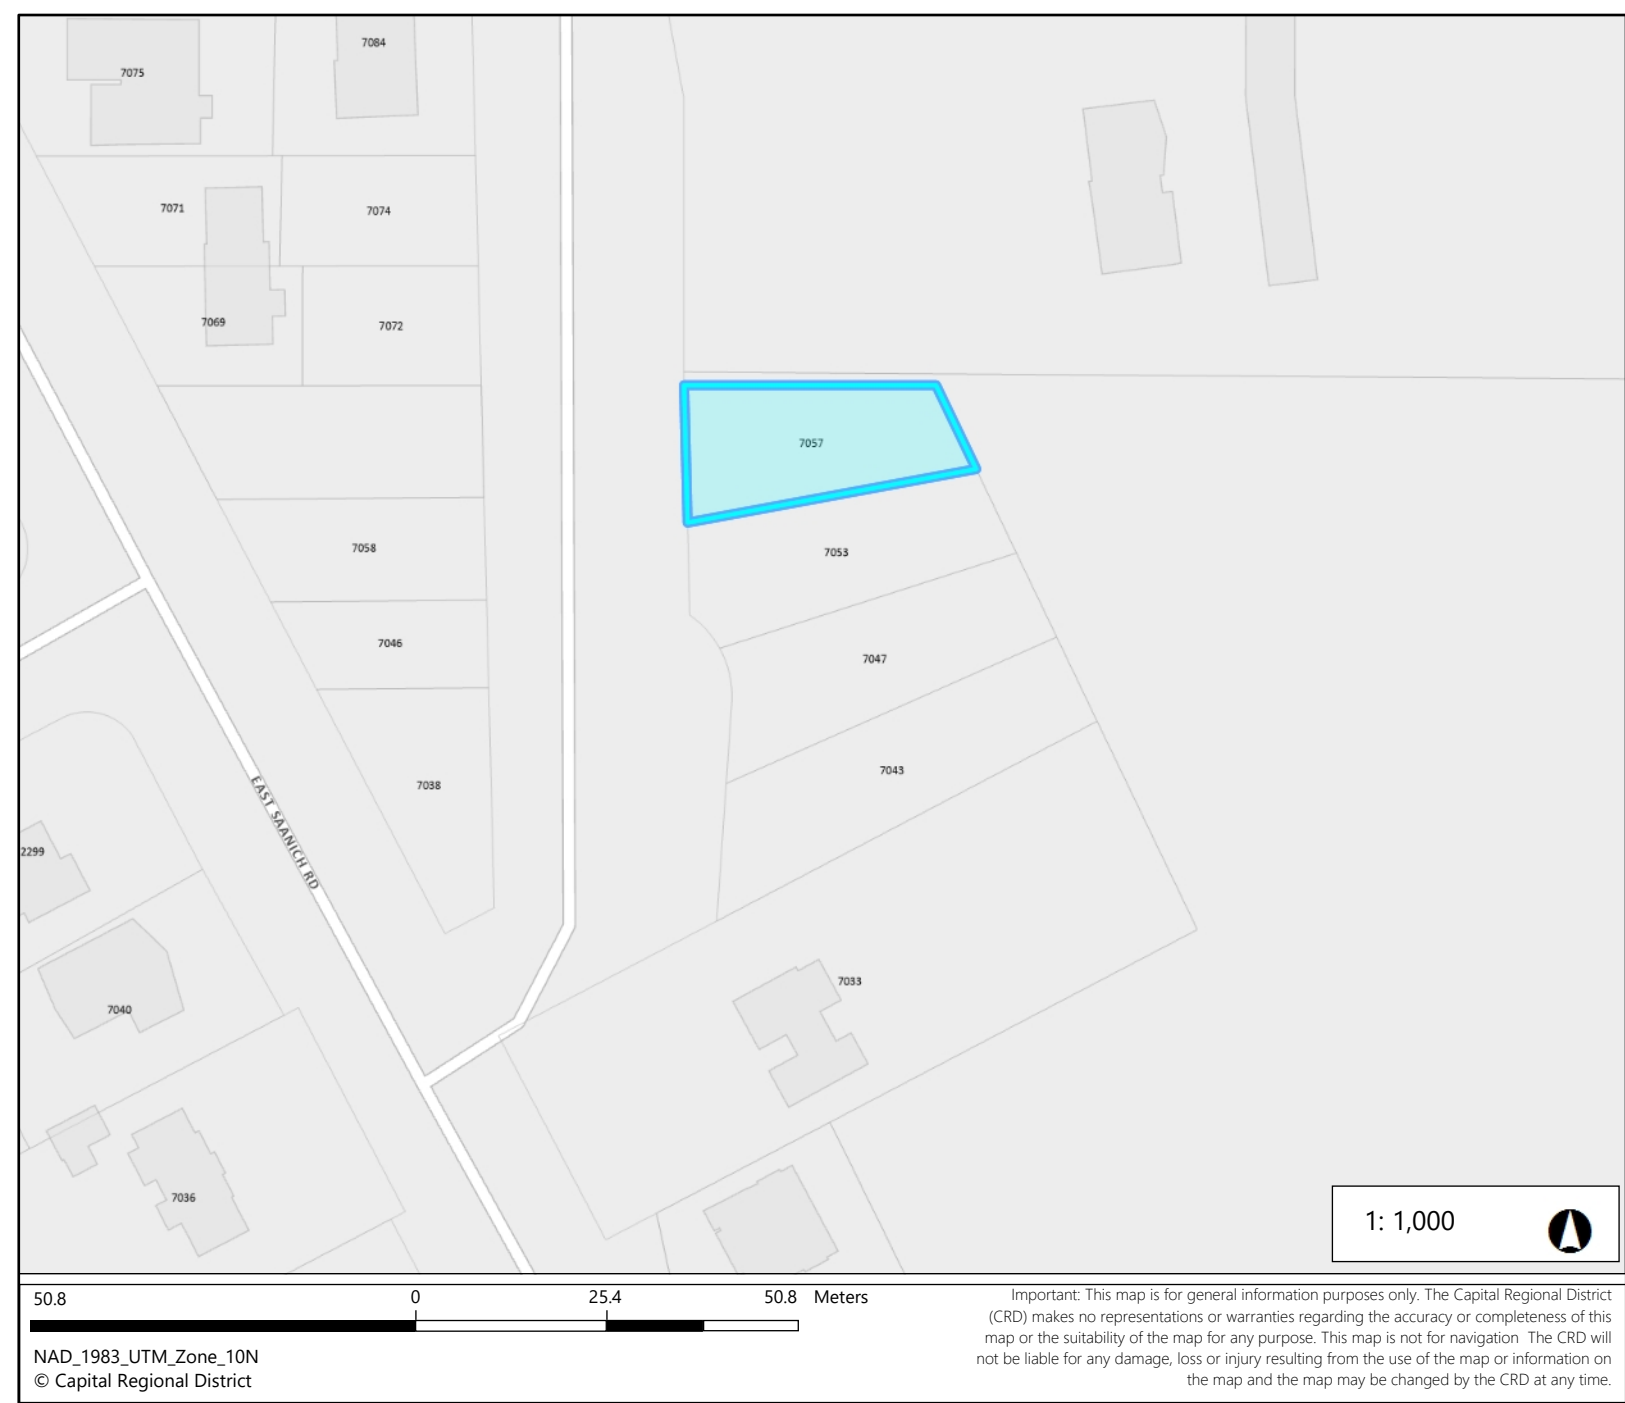 7084
7075
7071
7074
7069
7072
7057
7058
7053
7046
7047
7043
7038
EAST SAANICH RD
2299
7033
7040
7036
1: 1,000
50.8 0 25.4 50.8 Meters
NAD_1983_UTM_Zone_10N
© Capital Regional District
Important: This map is for general information purposes only. The Capital Regional District
(CRD) makes no representations or warranties regarding the accuracy or completeness of this
map or the suitability of the map for any purpose. This map is not for navigation The CRD will
not be liable for any damage, loss or injury resulting from the use of the map or information on
the map and the map may be changed by the CRD at any time.